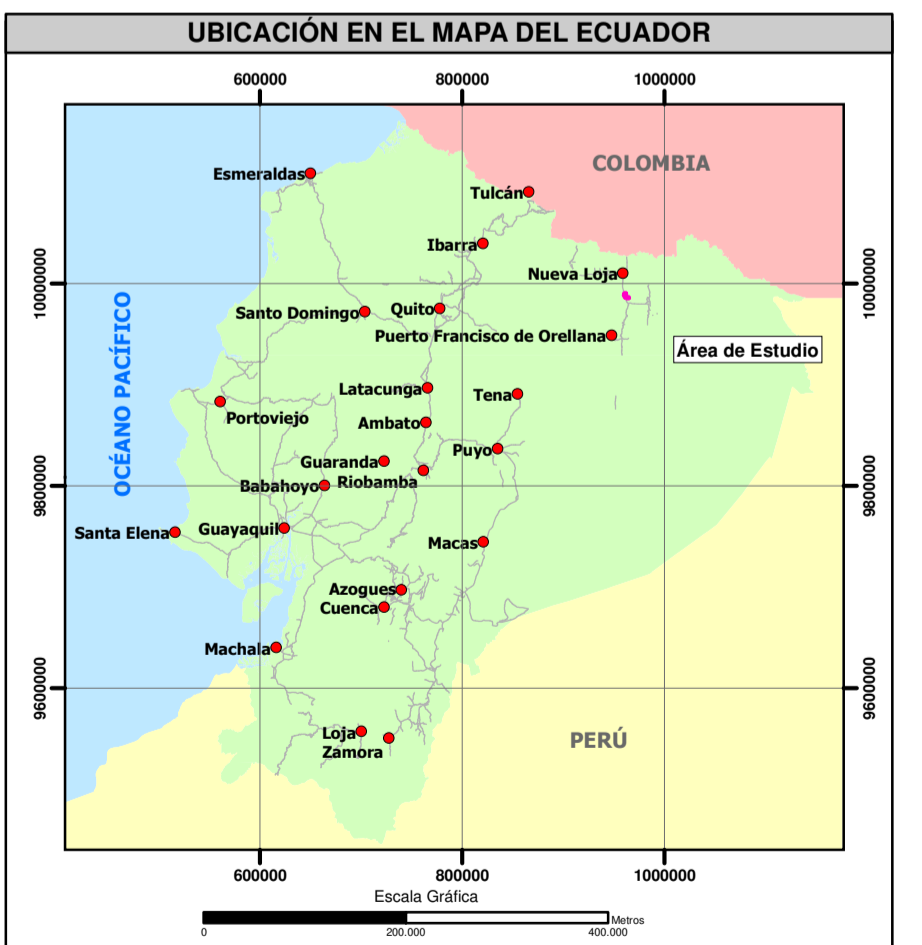 UBICACIÓN EN EL MAPA DEL ECUADOR
600000 800000 1000000
COLOMBIA
Esmeraldas
Tulcán
Ibarra
Nueva Loja
10000000 10000000
Santo Domingo
Quito
Puerto Francisco de Orellana
Área de Estudio
OCÉANO PACÍFICO
Latacunga
Tena
Portoviejo
Ambato
Puyo
Guaranda
Riobamba
Babahoyo
9800000 9800000
Santa Elena
Guayaquil
Macas
Azogues
Cuenca
Machala
9600000 9600000
Loja
Zamora
PERÚ
600000 800000 1000000
Escala Gráfica
Metros
0 200.000 400.000